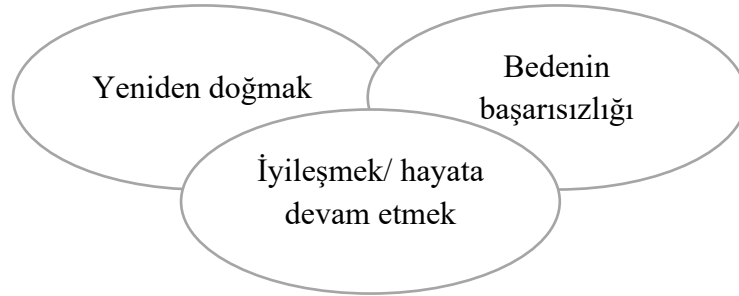 Yeniden doğmak
Bedenin
başarısızlığı
İyileşmek/ hayata
devam etmek